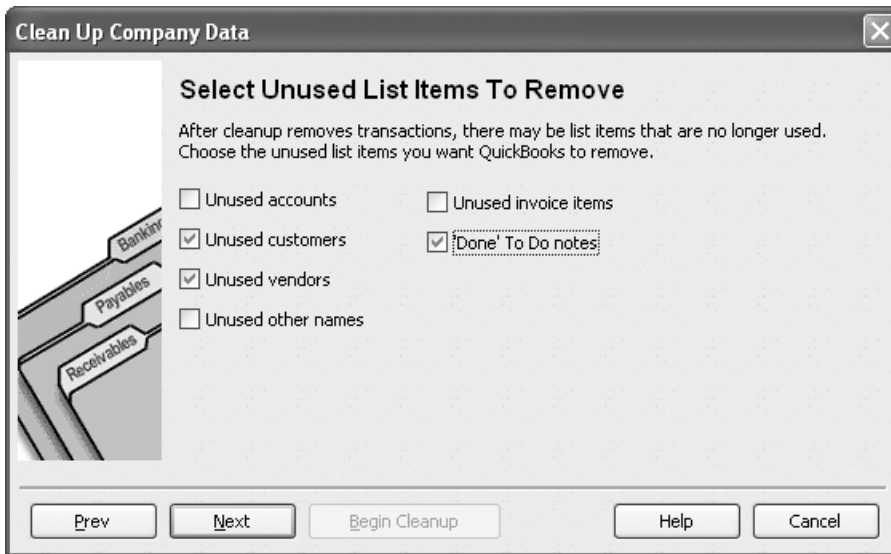 Clean Up Company Data
Select Unused List Items To Remove
After cleanup removes transactions, there may be list items that are no longer used.
Choose the unused list items you want QuickBooks to remove.
Unused accounts
Unused invoice items
Unused customers
'Done' To Do notes
Unused vendors
Unused other names
Banking
Payables
Receivables
Prev
Next
Begin Cleanup
Help
Cancel